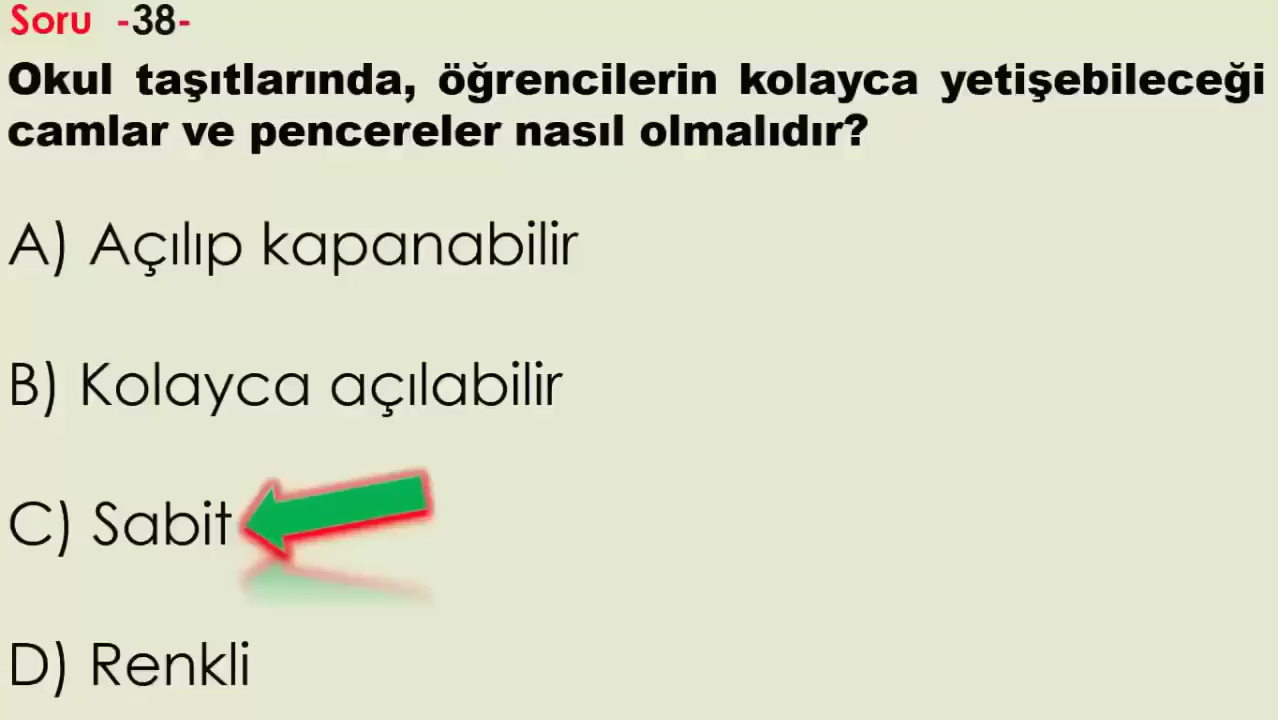 Soru -38-
Okul taşıtlarında, öğrencilerin kolayca yetişebileceği
camlar ve pencereler nasıl olmalıdır?
A) Açılıp kapanabilir
B) Kolayca açılabilir
C) Sabit
D) Renkli